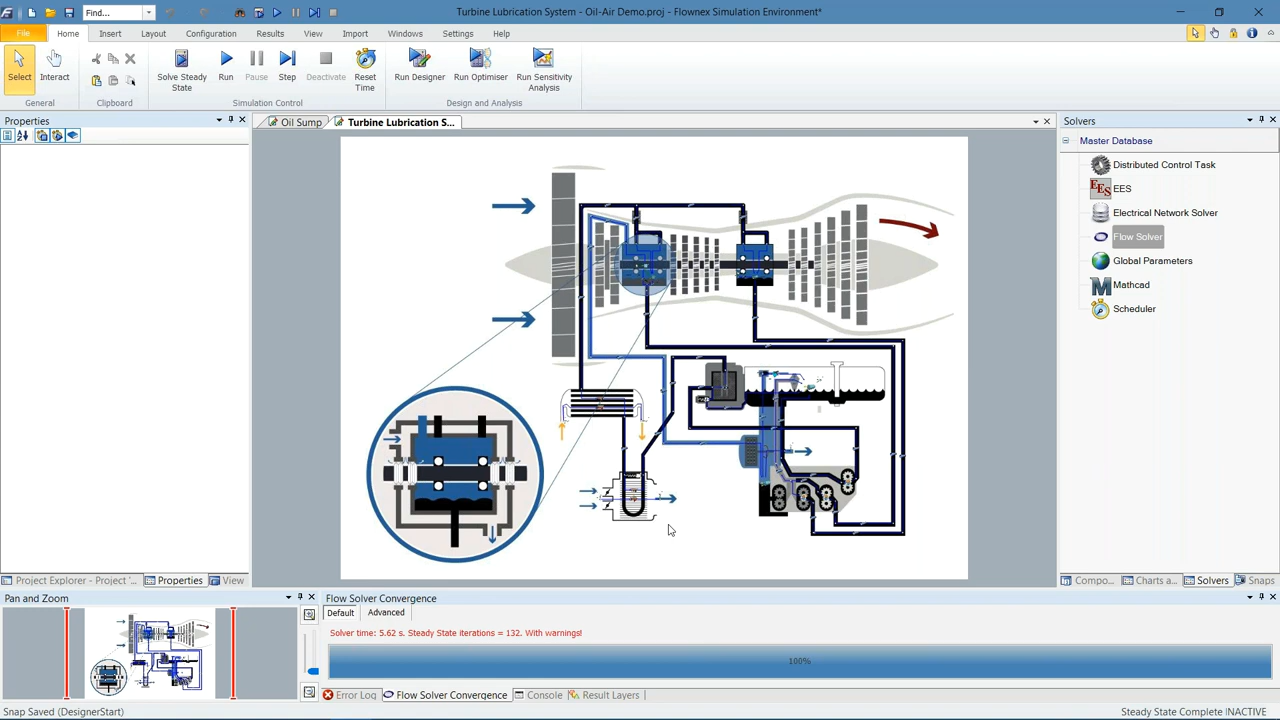 Find...
Turbine Lubrication System - Oil-Air Demo.proj - Flownex Simulation Environment*
File Home Insert Layout Configuration Results View Import Windows Settings Help
Select Interact Solve Steady State Run Pause Step Deactivate Reset Time Run Designer Run Optimiser Run Sensitivity Analysis
General Clipboard Simulation Control Design and Analysis
Properties
Oil Sump Turbine Lubrication S...
Solvers
Master Database
Distributed Control Task
EES
EES
Electrical Network Solver
Flow Solver
Global Parameters
Mathcad
Scheduler
Project Explorer - Project '... Properties View
Compo... Charts a... Solvers Snaps
Pan and Zoom
Flow Solver Convergence
Default Advanced
Solver time: 5.62 s. Steady State iterations = 132. With warnings!
100%
Error Log Flow Solver Convergence Console Result Layers
Snap Saved (DesignerStart)
Steady State Complete !NACTIVE